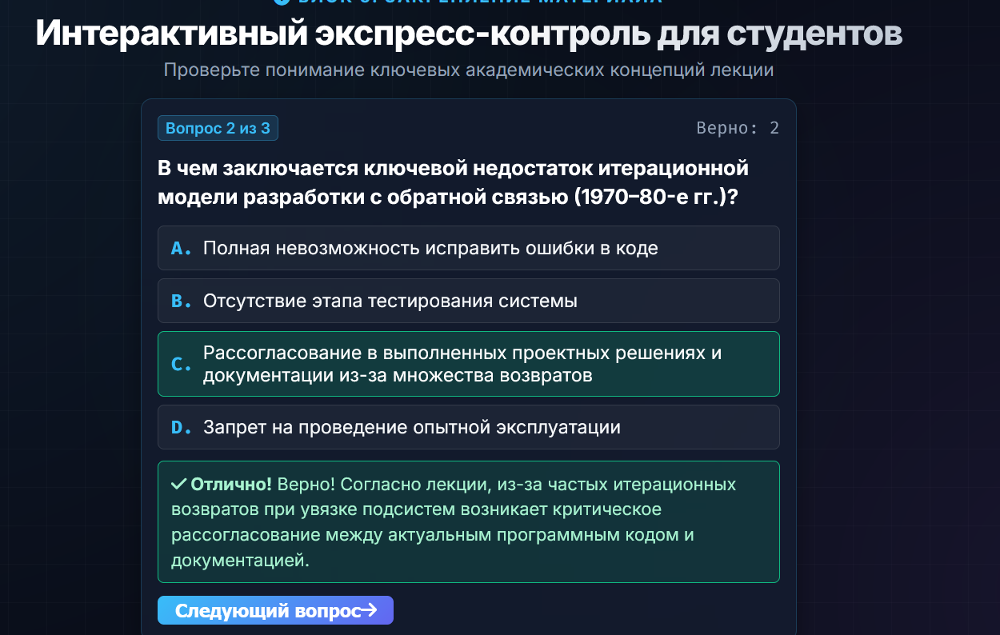 Интерактивный экспресс-контроль для студентов
Проверьте понимание ключевых академических концепций лекции
Вопрос 2 из 3
Верно: 2
В чем заключается ключевой недостаток итерационной
модели разработки с обратной связью (1970–80-е гг.)?
A. Полная невозможность исправить ошибки в коде
B. Отсутствие этапа тестирования системы
C. Рассогласование в выполненных проектных решениях и
документации из-за множества возвратов
D. Запрет на проведение опытной эксплуатации
Отлично! Верно! Согласно лекции, из-за частых итерационных
возвратов при увязке подсистем возникает критическое
рассогласование между актуальным программным кодом и
документацией.
Следующий вопрос→